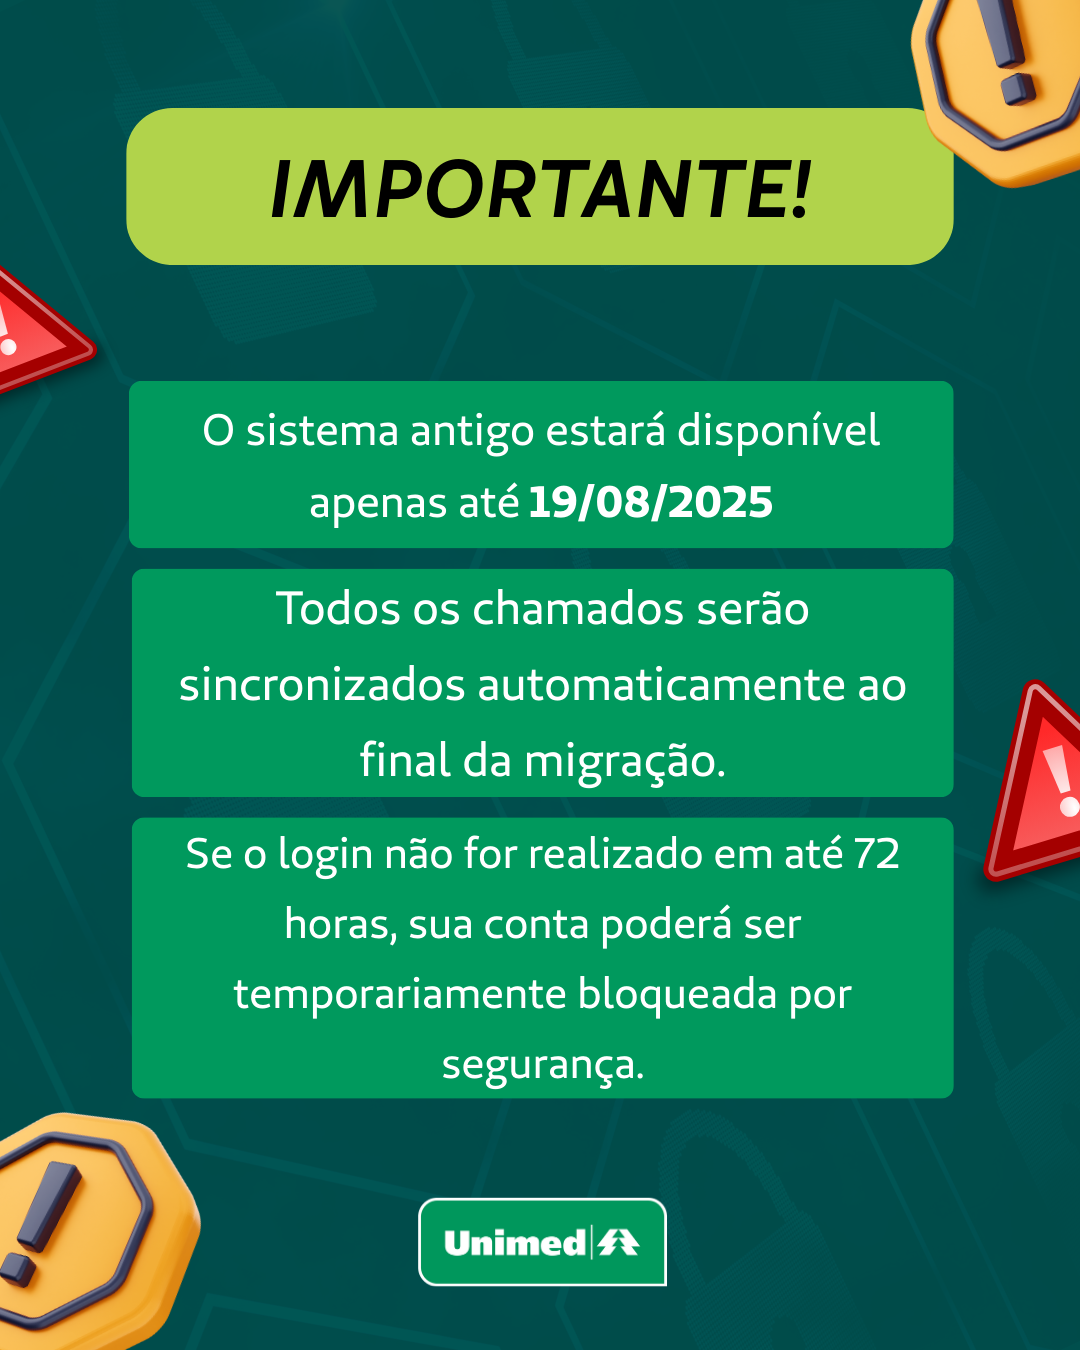 IMPORTANTE!
O sistema antigo estará disponível
apenas até 19/08/2025
Todos os chamados serão
sincronizados automaticamente ao
final da migração.
Se o login não for realizado em até 72
horas, sua conta poderá ser
temporariamente bloqueada por
segurança.
Unimed